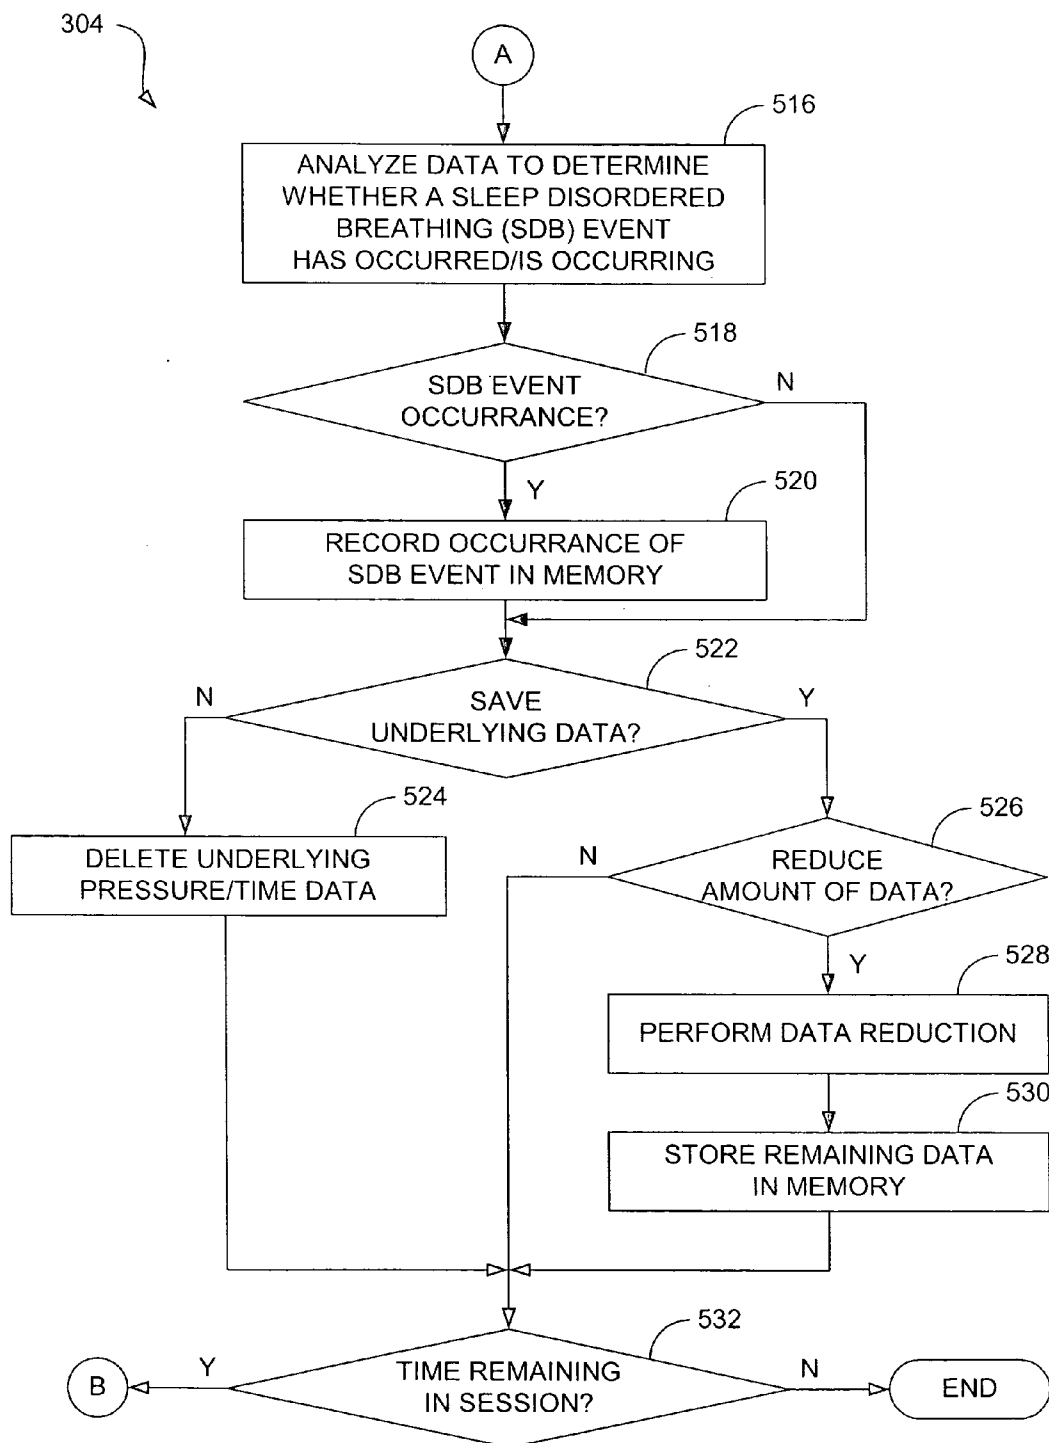 304
A
516
ANALYZE DATA TO DETERMINE
WHETHER A SLEEP DISORDERED
BREATHING (SDB) EVENT
HAS OCCURRED/IS OCCURRING
518
SDB EVENT
OCCURRANCE?
N
Y
520
RECORD OCCURRANCE OF
SDB EVENT IN MEMORY
522
N
SAVE
UNDERLYING DATA?
Y
524
DELETE UNDERLYING
PRESSURE/TIME DATA
526
N
REDUCE
AMOUNT OF DATA?
Y
528
PERFORM DATA REDUCTION
530
STORE REMAINING DATA
IN MEMORY
532
B
Y
TIME REMAINING
IN SESSION?
N
END